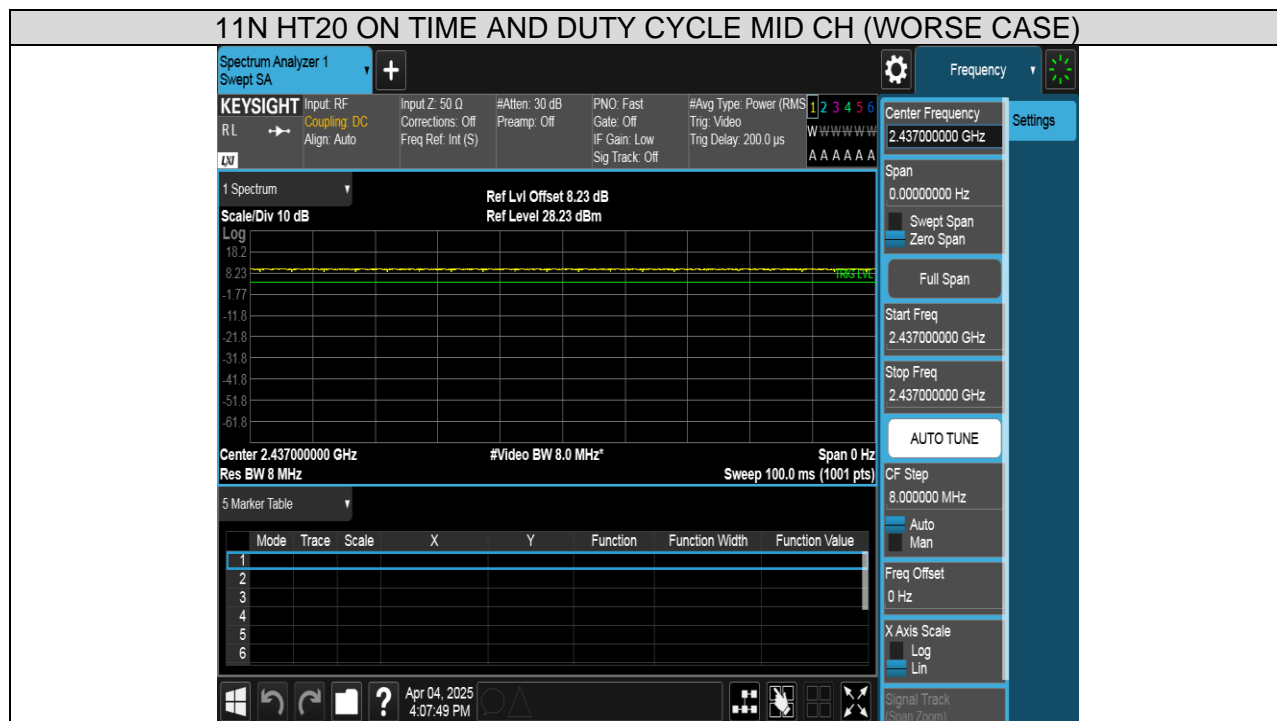 11N HT20 ON TIME AND DUTY CYCLE MID CH (WORSE CASE)
Spectrum Analyzer 1
Swept SA
+
Frequency
KEYSIGHT
RL
LXI
Input: RF
Coupling: DC
Align: Auto
Input Z: 50 Ω
Corrections: Off
Freq Ref: Int (S)
#Atten: 30 dB
Preamp: Off
PNO: Fast
Gate: Off
IF Gain: Low
Sig Track: Off
#Avg Type: Power (RMS
Trig: Video
Trig Delay: 200.0 µs
1 2 3 4 5 6
W W W W W W
A A A A A A
1 Spectrum
Scale/Div 10 dB
Ref Lvl Offset 8.23 dB
Ref Level 28.23 dBm
Log
18.2
8.23
-1.77
-11.8
-21.8
-31.8
-41.8
-51.8
-61.8
TRIG LVL
Center 2.437000000 GHz
#Video BW 8.0 MHz*
Span 0 Hz
Res BW 8 MHz
Sweep 100.0 ms (1001 pts)
5 Marker Table
Mode Trace Scale X Y Function Function Width Function Value
1
2
3
4
5
6
?
Apr 04, 2025
4:07:49 PM
Center Frequency
2.437000000 GHz
Settings
Span
0.00000000 Hz
Swept Span
Zero Span
Full Span
Start Freq
2.437000000 GHz
Stop Freq
2.437000000 GHz
AUTO TUNE
CF Step
8.000000 MHz
Auto
Man
Freq Offset
0 Hz
X Axis Scale
Log
Lin
Signal Track
(Span Zoom)